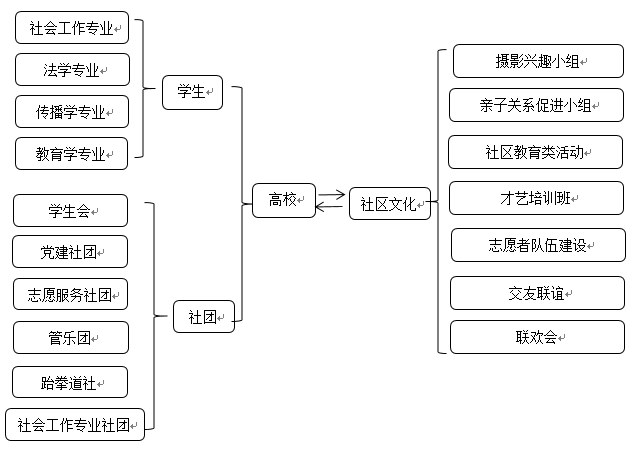 社会工作专业
法学专业
传播学专业
教育学专业
学生
学生会
党建社团
志愿服务社团
管乐团
跆拳道社
社会工作专业社团
社团
高校
社区文化
摄影兴趣小组
亲子关系促进小组
社区教育类活动
才艺培训班
志愿者队伍建设
交友联谊
联欢会